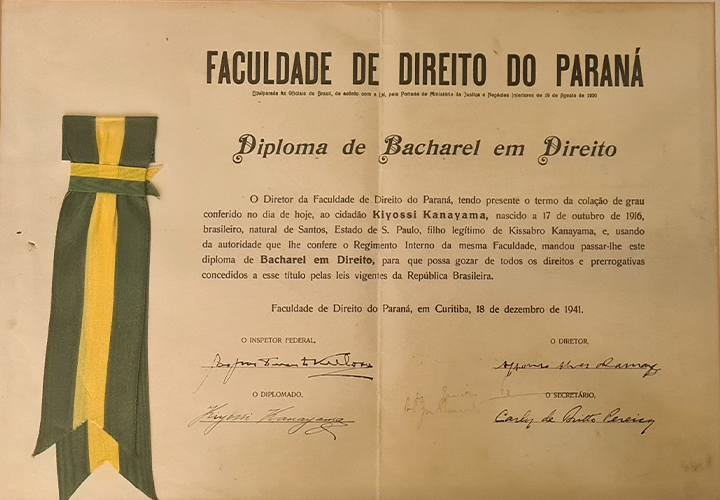 FACULDADE DE DIREITO DO PARANÁ
Diploma de Bacharel em Direito
O Diretor da Faculdade de Direito do Paraná, tendo presente o termo da colação de grau
conferido no dia de hoje, ao cidadão Kiyossi Kanayama, nascido a 17 de outubro de 1916,
brasileiro, natural de Santos, Estado de S. Paulo, filho legítimo de Kissabro Kanayama, e, usando
da autoridade que lhe confere o Regimento Interno da mesma Faculdade, mandou passar-lhe este
diploma de Bacharel em Direito, para que possa gozar de todos os direitos e prerrogativas
concedidos a esse título pelas leis vigentes da República Brasileira.
Faculdade de Direito do Paraná, em Curitiba, 18 de dezembro de 1941.
O INSPETOR FEDERAL,
O DIRETOR,
O DIPLOMADO,
O SECRETÁRIO,
Kiyossi Kanayama
Carly de Britto Pereira